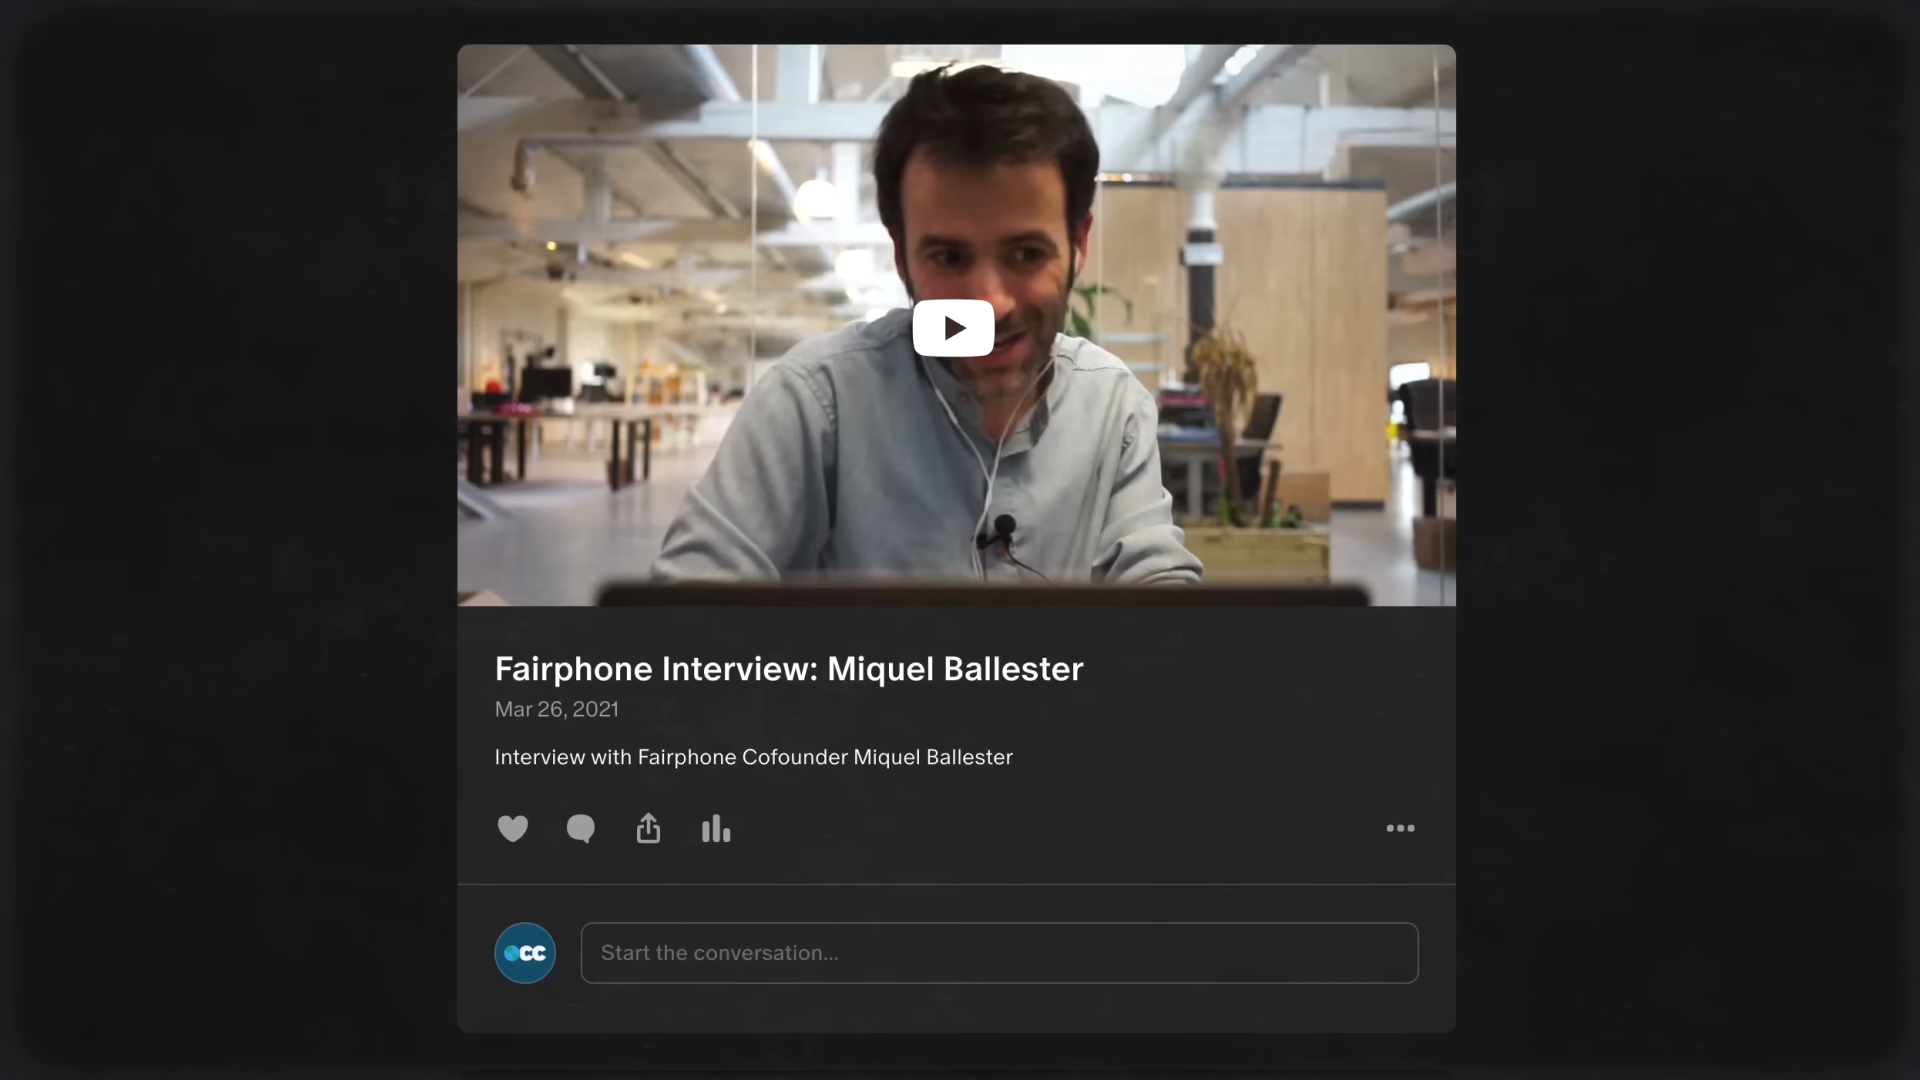 Fairphone Interview: Miquel Ballester
Mar 26, 2021
Interview with Fairphone Cofounder Miquel Ballester
CC
Start the conversation...